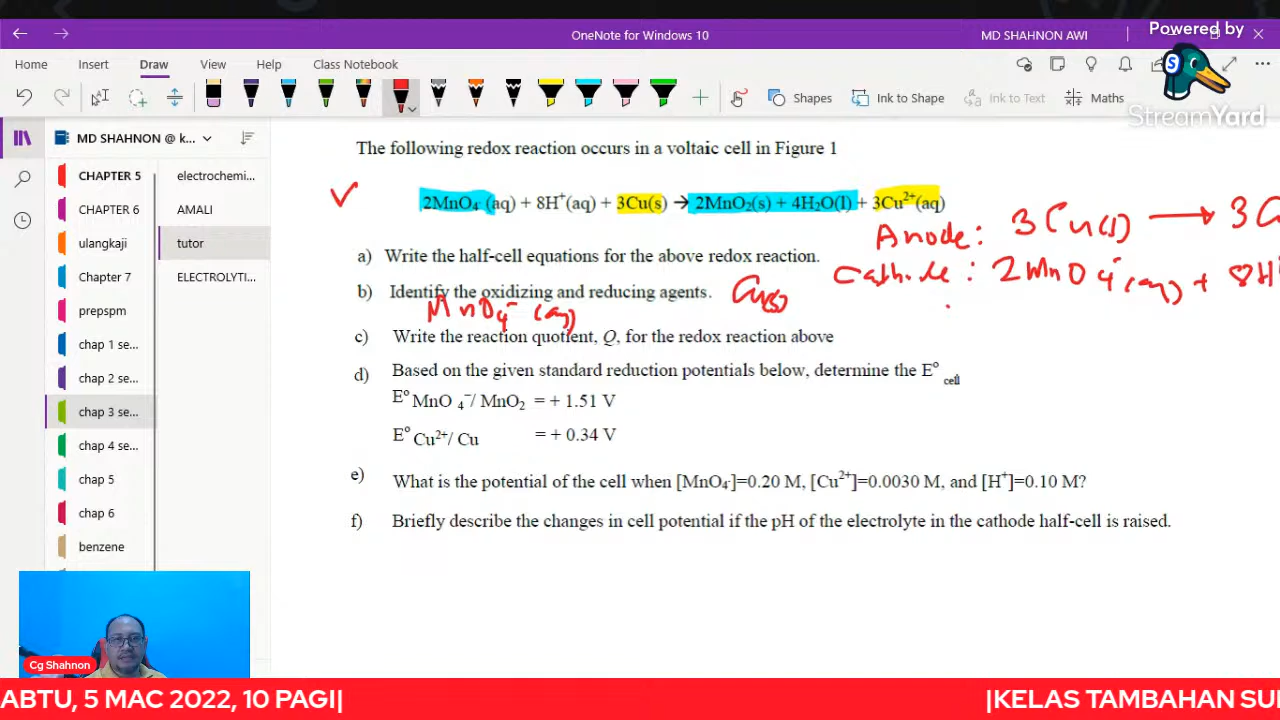 OneNote for Windows 10
MD SHAHNON AWI
Powered by
StreamYard
Home Insert Draw View Help Class Notebook
Shapes Ink to Shape Ink to Text Maths
MD SHAHNON @ k...
CHAPTER 5
CHAPTER 6
ulangkaji
Chapter 7
prepspm
chap 1 se...
chap 2 se...
chap 3 se...
chap 4 se...
chap 5
chap 6
benzene
electrochemi...
AMALI
tutor
ELECTROLYTI...
The following redox reaction occurs in a voltaic cell in Figure 1
2MnO₄⁻(aq) + 8H⁺(aq) + 3Cu(s) → 2MnO₂(s) + 4H₂O(l) + 3Cu²⁺(aq)
Anode : 3Cu(s) → 3C
a) Write the half-cell equations for the above redox reaction.
Cathode : 2MnO₄⁻(aq) + 8H⁺
b) Identify the oxidizing and reducing agents. Cu(s)
MnO₄⁻ (aq)
c) Write the reaction quotient, Q, for the redox reaction above
d) Based on the given standard reduction potentials below, determine the E° cell
E° MnO ₄⁻/ MnO₂ = + 1.51 V
E° Cu²⁺/ Cu = + 0.34 V
e) What is the potential of the cell when [MnO₄⁻]=0.20 M, [Cu²⁺]=0.0030 M, and [H⁺]=0.10 M?
f) Briefly describe the changes in cell potential if the pH of the electrolyte in the cathode half-cell is raised.
Cg Shahnon
ABTU, 5 MAC 2022, 10 PAGI| |KELAS TAMBAHAN SU